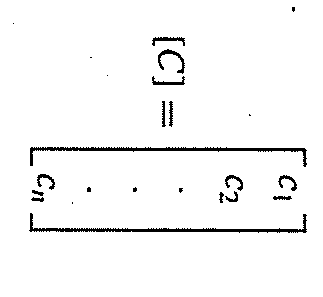 [C] =
c₁
c₂
.
.
.
cₙ